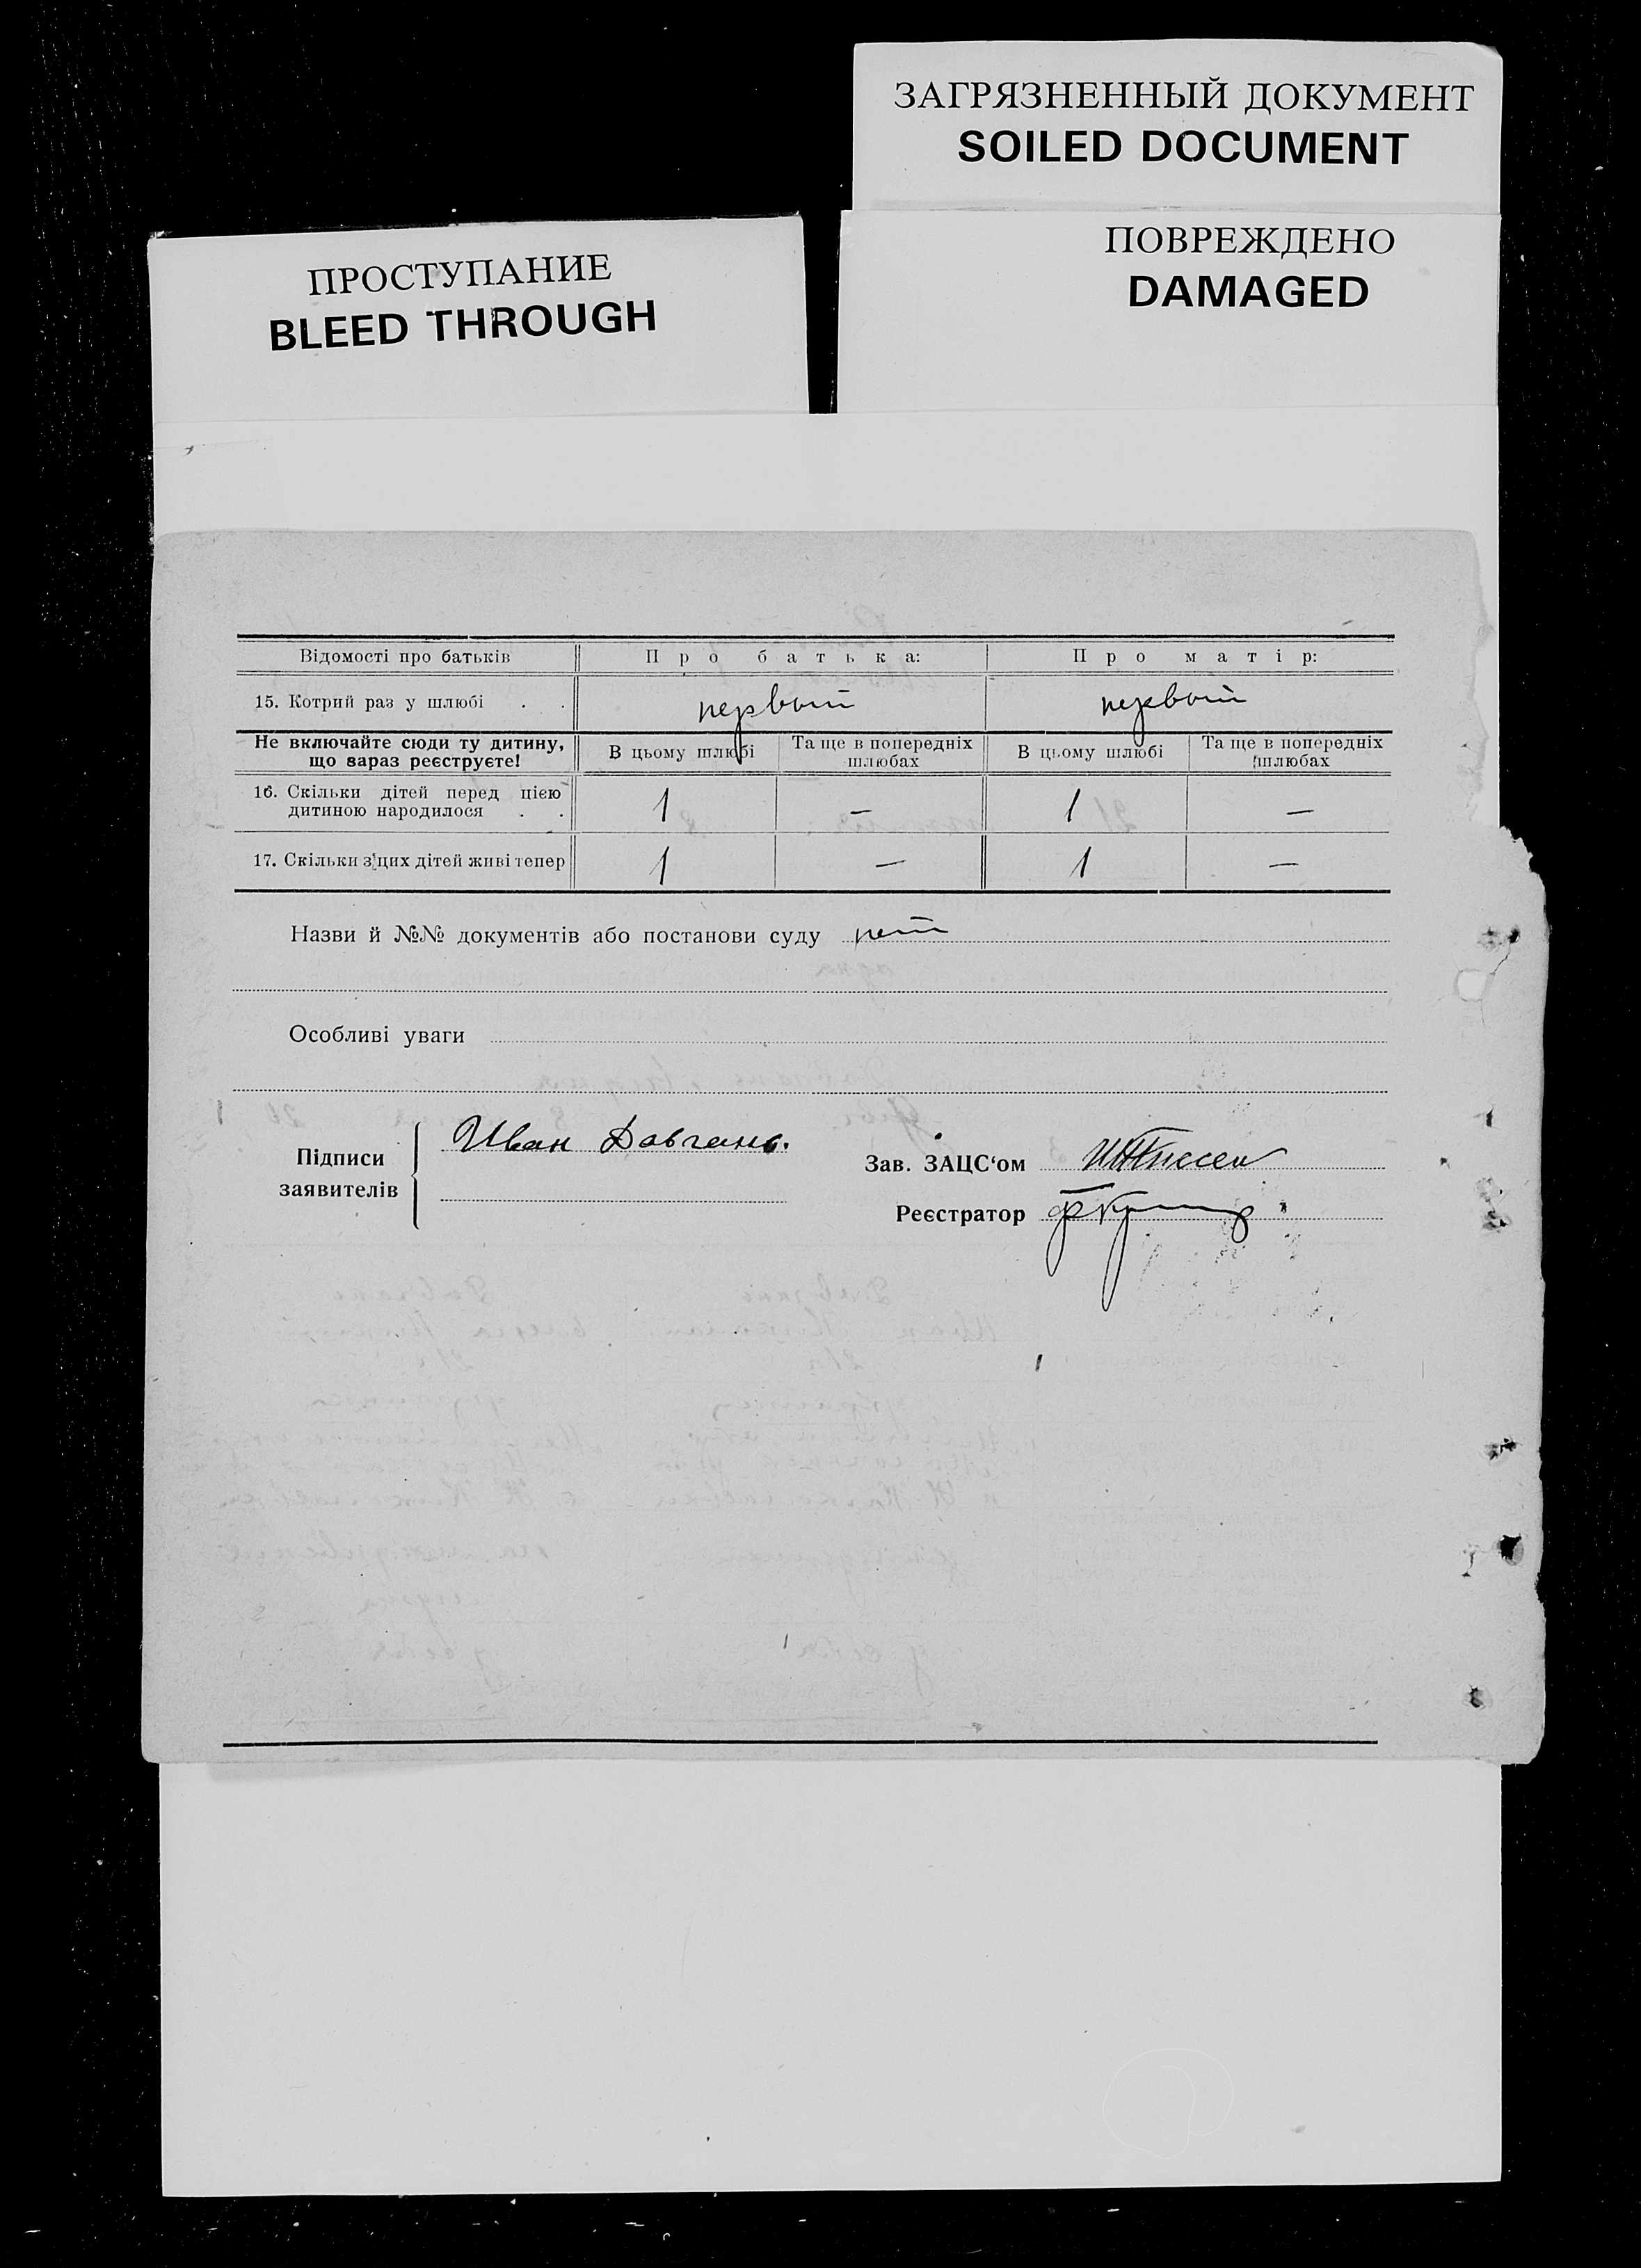 ЗАГРЯЗНЕННЫЙ ДОКУМЕНТ
SOILED DOCUMENT
ПОВРЕЖДЕНО
DAMAGED
ПРОСТУПАНИЕ
BLEED THROUGH
Відомості про батьків Про батька: Про матір:
15. Котрий раз у шлюбі . . первый первый
Не включайте сюди ту дитину, що зараз реєструєте! В цьому шлюбі Та ще в попередніх шлюбах В цьому шлюбі Та ще в попередніх шлюбах
16. Скільки дітей перед цією 1 — 1 —
дитиною народилося . .
17. Скільки з цих дітей живі тепер 1 — 1 —
Назви й №№ документів або постанови суду нет
Особливі уваги
Підписи
заявителів
Иван Довгань.
Зав. ЗАЦС‘ом
Реєстратор